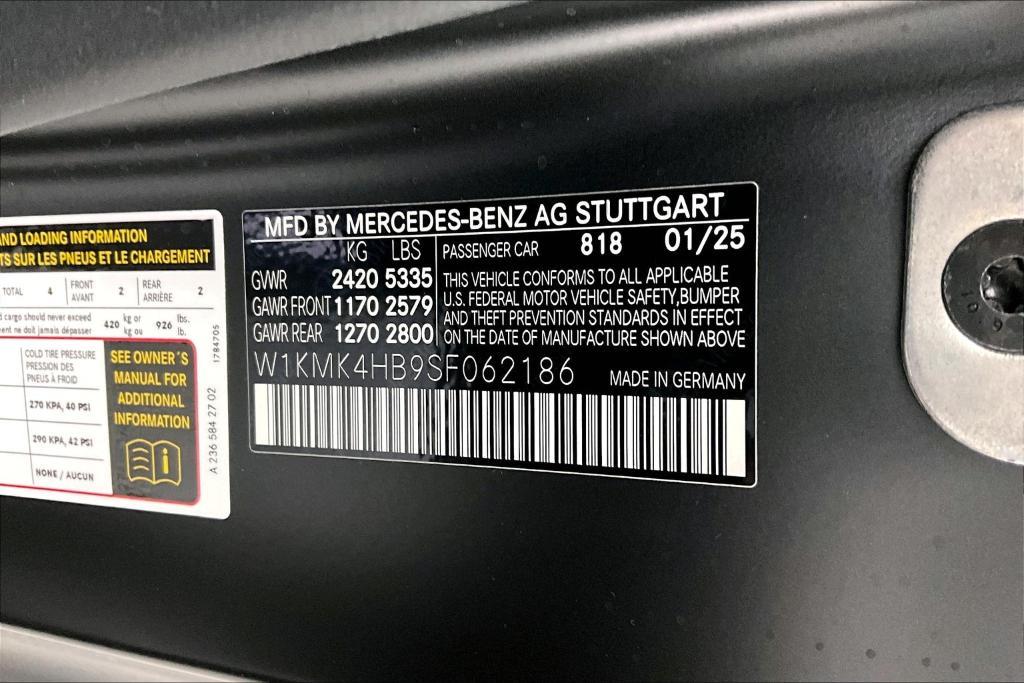 AND LOADING INFORMATION
TS SUR LES PNEUS ET LE CHARGEMENT
TOTAL 4 FRONT AVANT 2 REAR ARRIÈRE 2
d cargo should never exceed 420 kg or 926 lbs.
ent ne doit jamais dépasser kg ou lb.
COLD TIRE PRESSURE
PRESSION DES
PNEUS À FROID
270 KPA, 40 PSI
290 KPA, 42 PSI
NONE / AUCUN
SEE OWNER´S
MANUAL FOR
ADDITIONAL
INFORMATION
1784705
A 236 584 27 02
MFD BY MERCEDES-BENZ AG STUTTGART
KG LBS
GVWR 2420 5335
GAWR FRONT 1170 2579
GAWR REAR 1270 2800
PASSENGER CAR 818 01/25
THIS VEHICLE CONFORMS TO ALL APPLICABLE
U.S. FEDERAL MOTOR VEHICLE SAFETY,BUMPER
AND THEFT PREVENTION STANDARDS IN EFFECT
ON THE DATE OF MANUFACTURE SHOWN ABOVE
W1KMK4HB9SF062186
MADE IN GERMANY